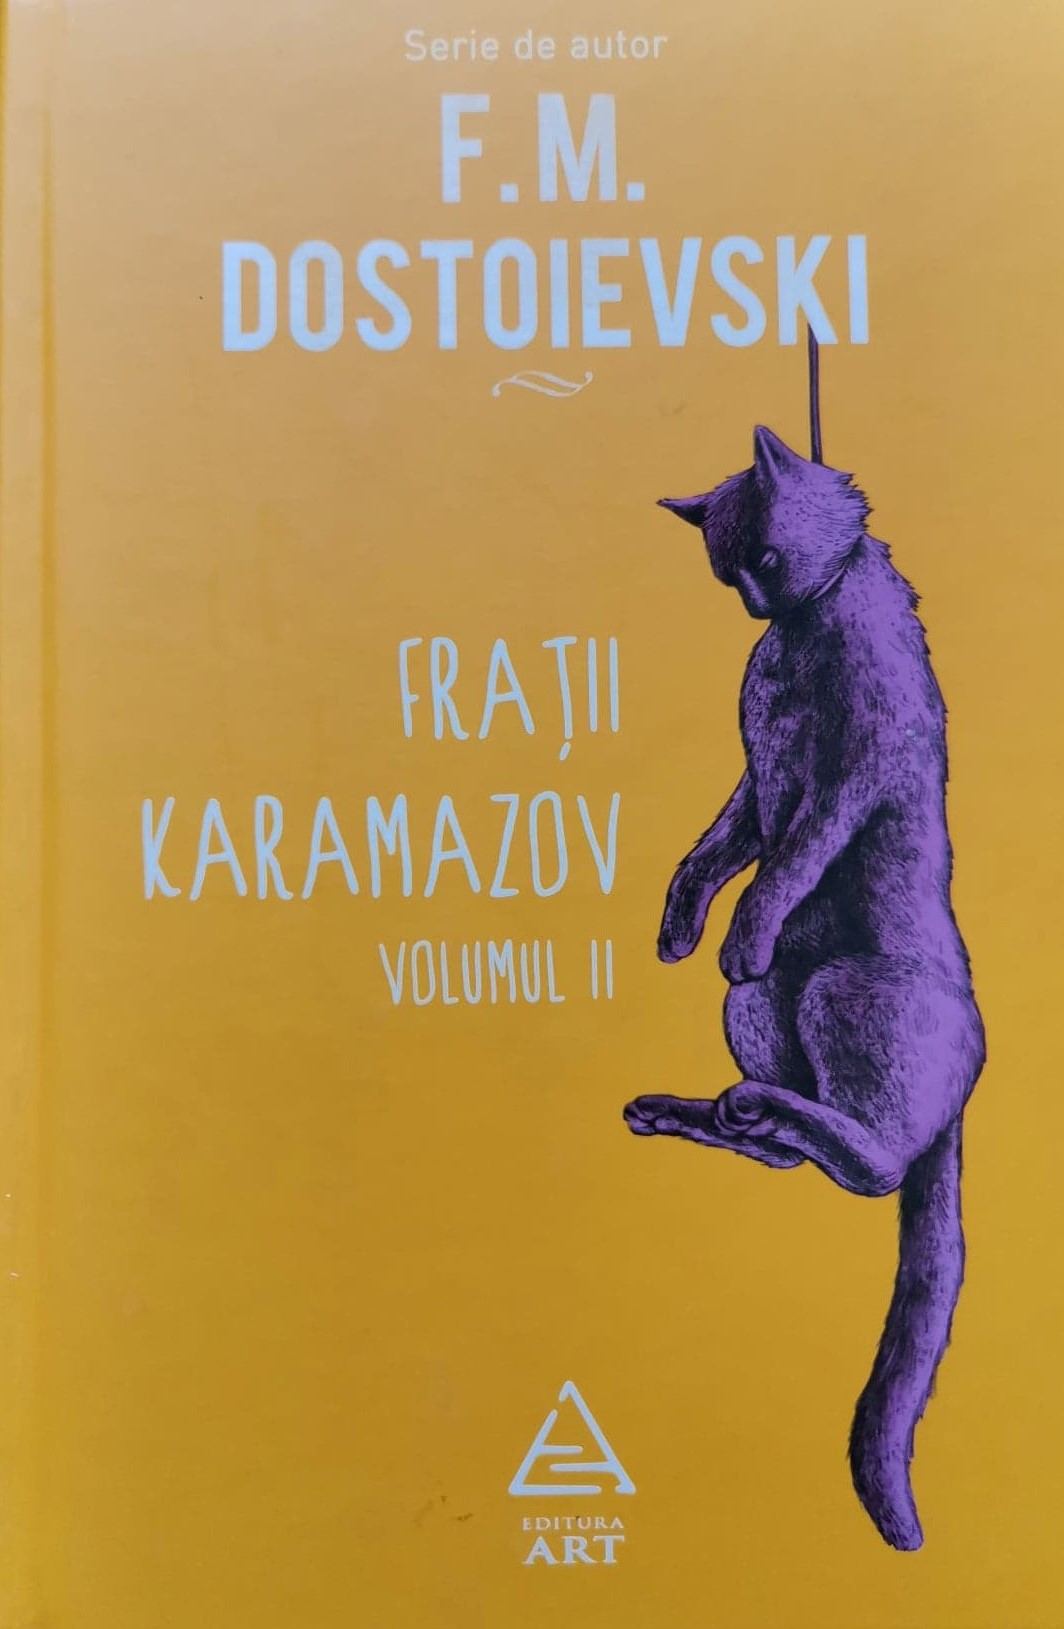 Serie de autor
F.M.
DOSTOIEVSKI
FRAȚII
KARAMAZOV
VOLUMUL II
EDITURA
ART